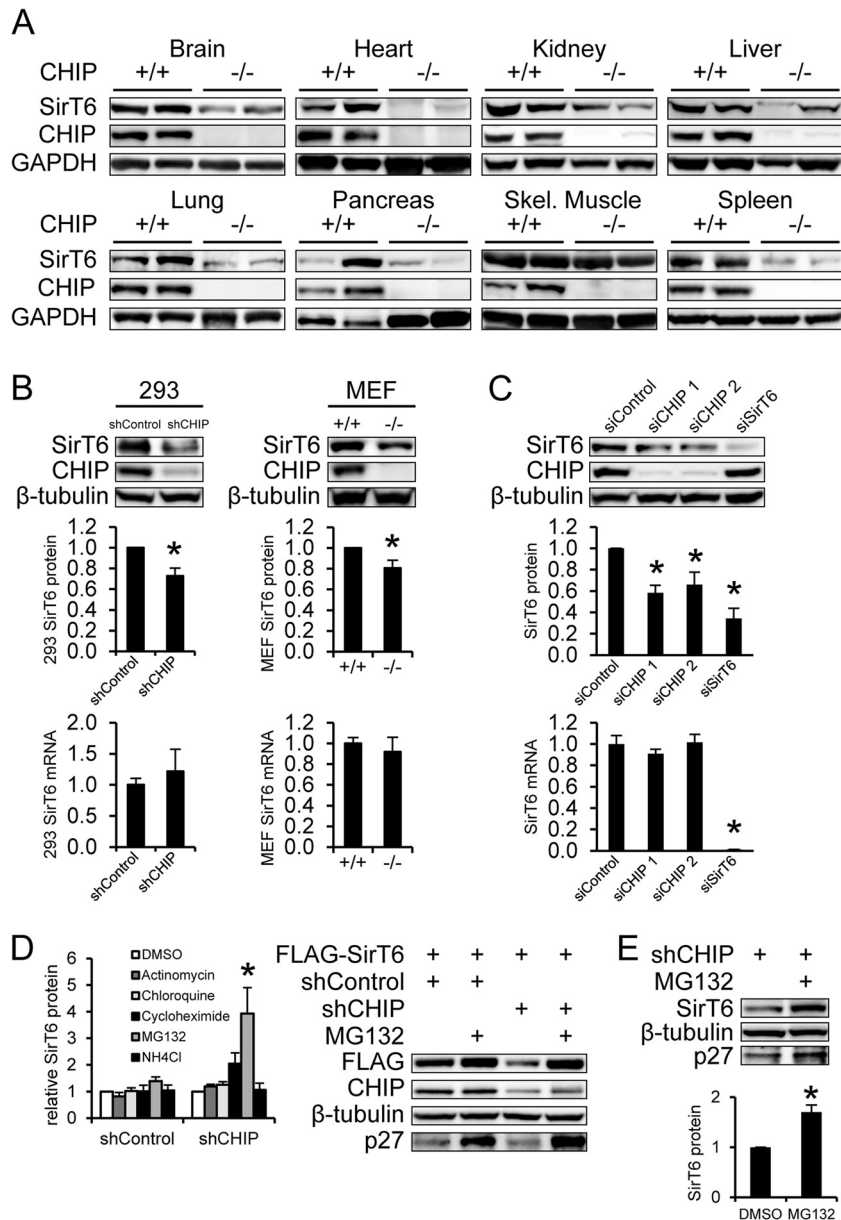 A
Brain Heart Kidney Liver
CHIP +/+ -/- +/+ -/- +/+ -/- +/+ -/-
SirT6
CHIP
GAPDH
Lung Pancreas Skel. Muscle Spleen
CHIP +/+ -/- +/+ -/- +/+ -/- +/+ -/-
SirT6
CHIP
GAPDH
B
293
shControl shCHIP
SirT6
CHIP
β-tubulin
MEF
+/+ -/-
SirT6
CHIP
β-tubulin
293 SirT6 protein
1.2
1.0
0.8
0.6
0.4
0.2
0.0
*
shControl
shCHIP
MEF SirT6 protein
1.2
1.0
0.8
0.6
0.4
0.2
0.0
*
+/+ -/-
293 SirT6 mRNA
2.0
1.5
1.0
0.5
0.0
shControl
shCHIP
MEF SirT6 mRNA
1.2
1.0
0.8
0.6
0.4
0.2
0.0
+/+ -/-
C
siControl
siCHIP 1
siCHIP 2
siSirT6
SirT6
CHIP
β-tubulin
SirT6 protein
1.2
1.0
0.8
0.6
0.4
0.2
0.0
* * *
siControl
siCHIP 1
siCHIP 2
siSirT6
SirT6 mRNA
1.2
1.0
0.8
0.6
0.4
0.2
0.0
*
siControl
siCHIP 1
siCHIP 2
siSirT6
D
relative SirT6 protein
6
5
4
3
2
1
0
DMSO
Actinomycin
Chloroquine
Cycloheximide
MG132
NH4Cl
*
shControl shCHIP
FLAG-SirT6 + + + +
shControl + +
shCHIP + +
MG132 + +
FLAG
CHIP
β-tubulin
p27
E
shCHIP + +
MG132 +
SirT6
β-tubulin
p27
SirT6 protein
2
1
0
*
DMSO MG132